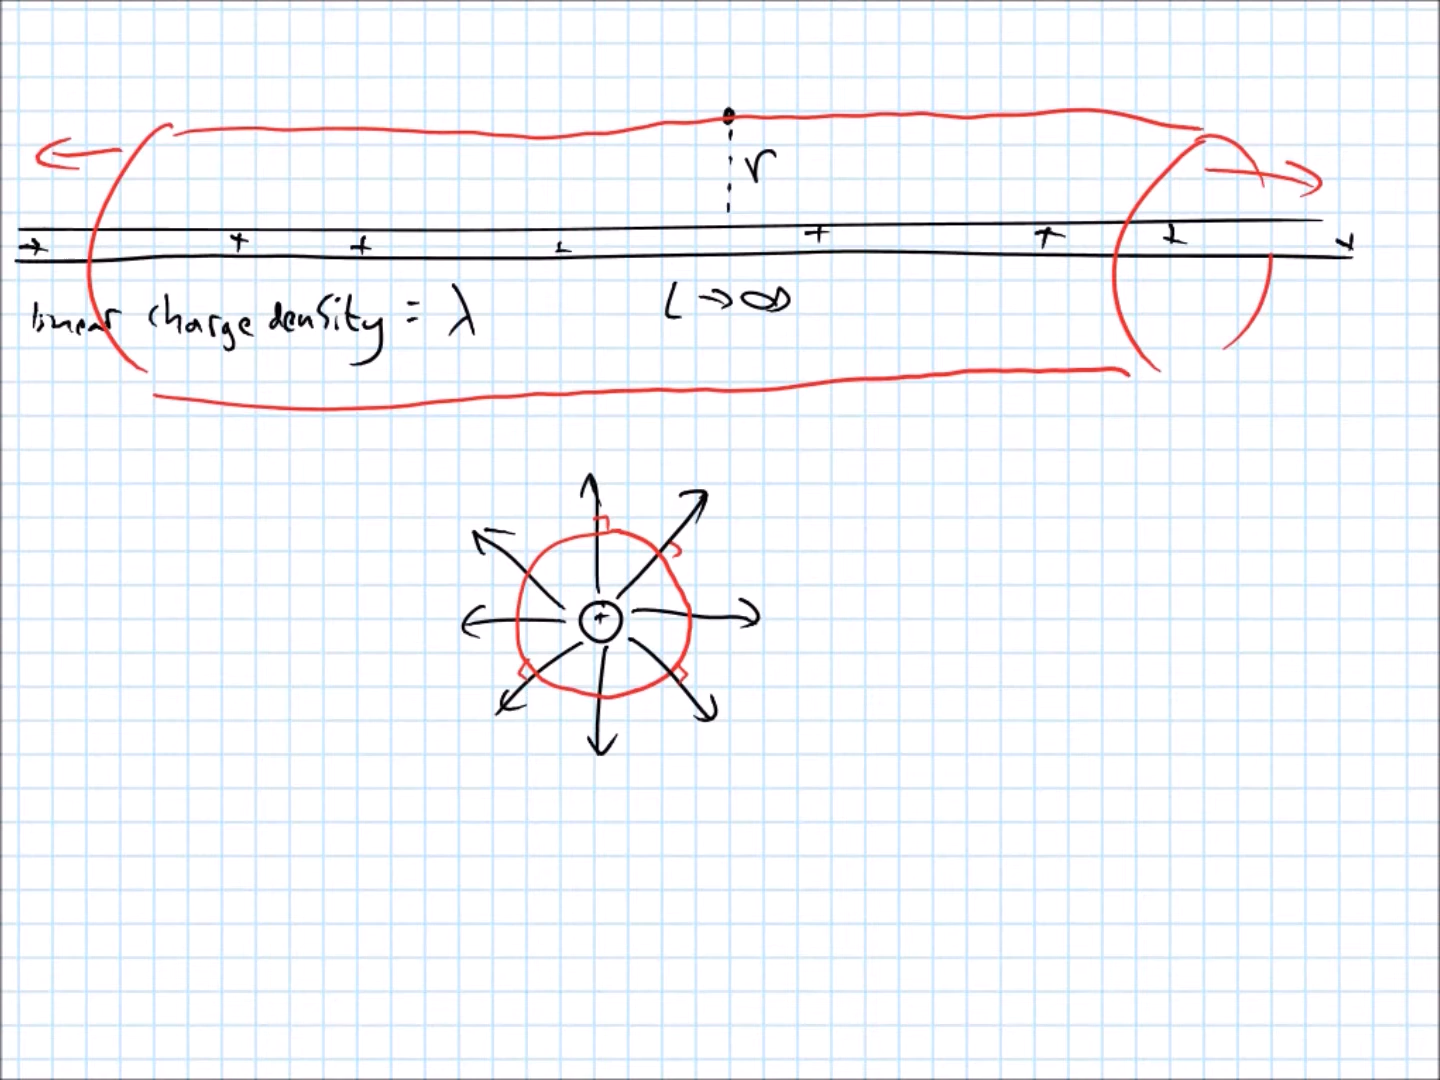 r
+ + + + + + + +
linear charge density = λ
L → ∞
+